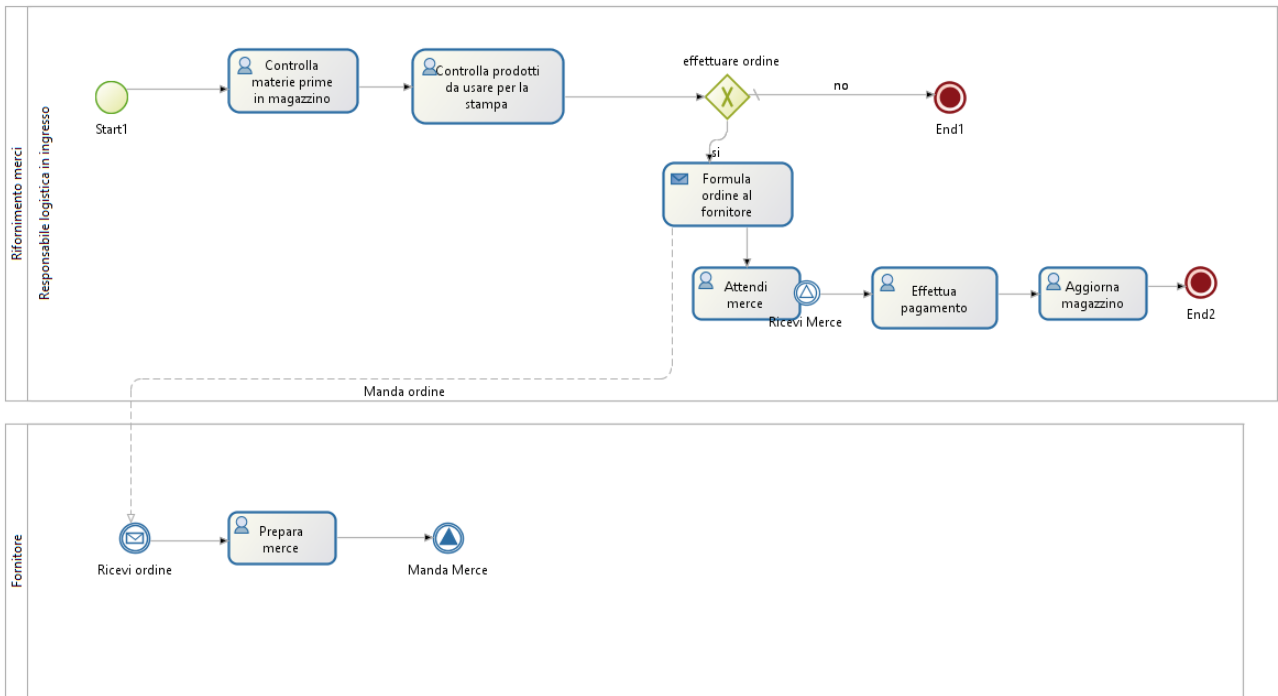 Rifornimento merci
Responsabile logistica in ingresso
Start1
Controlla
materie prime
in magazzino
Controlla prodotti
da usare per la
stampa
effettuare ordine
no
End1
si
Formula
ordine al
fornitore
Attendi
merce
Ricevi Merce
Effettua
pagamento
Aggiorna
magazzino
End2
Manda ordine
Fornitore
Ricevi ordine
Prepara
merce
Manda Merce